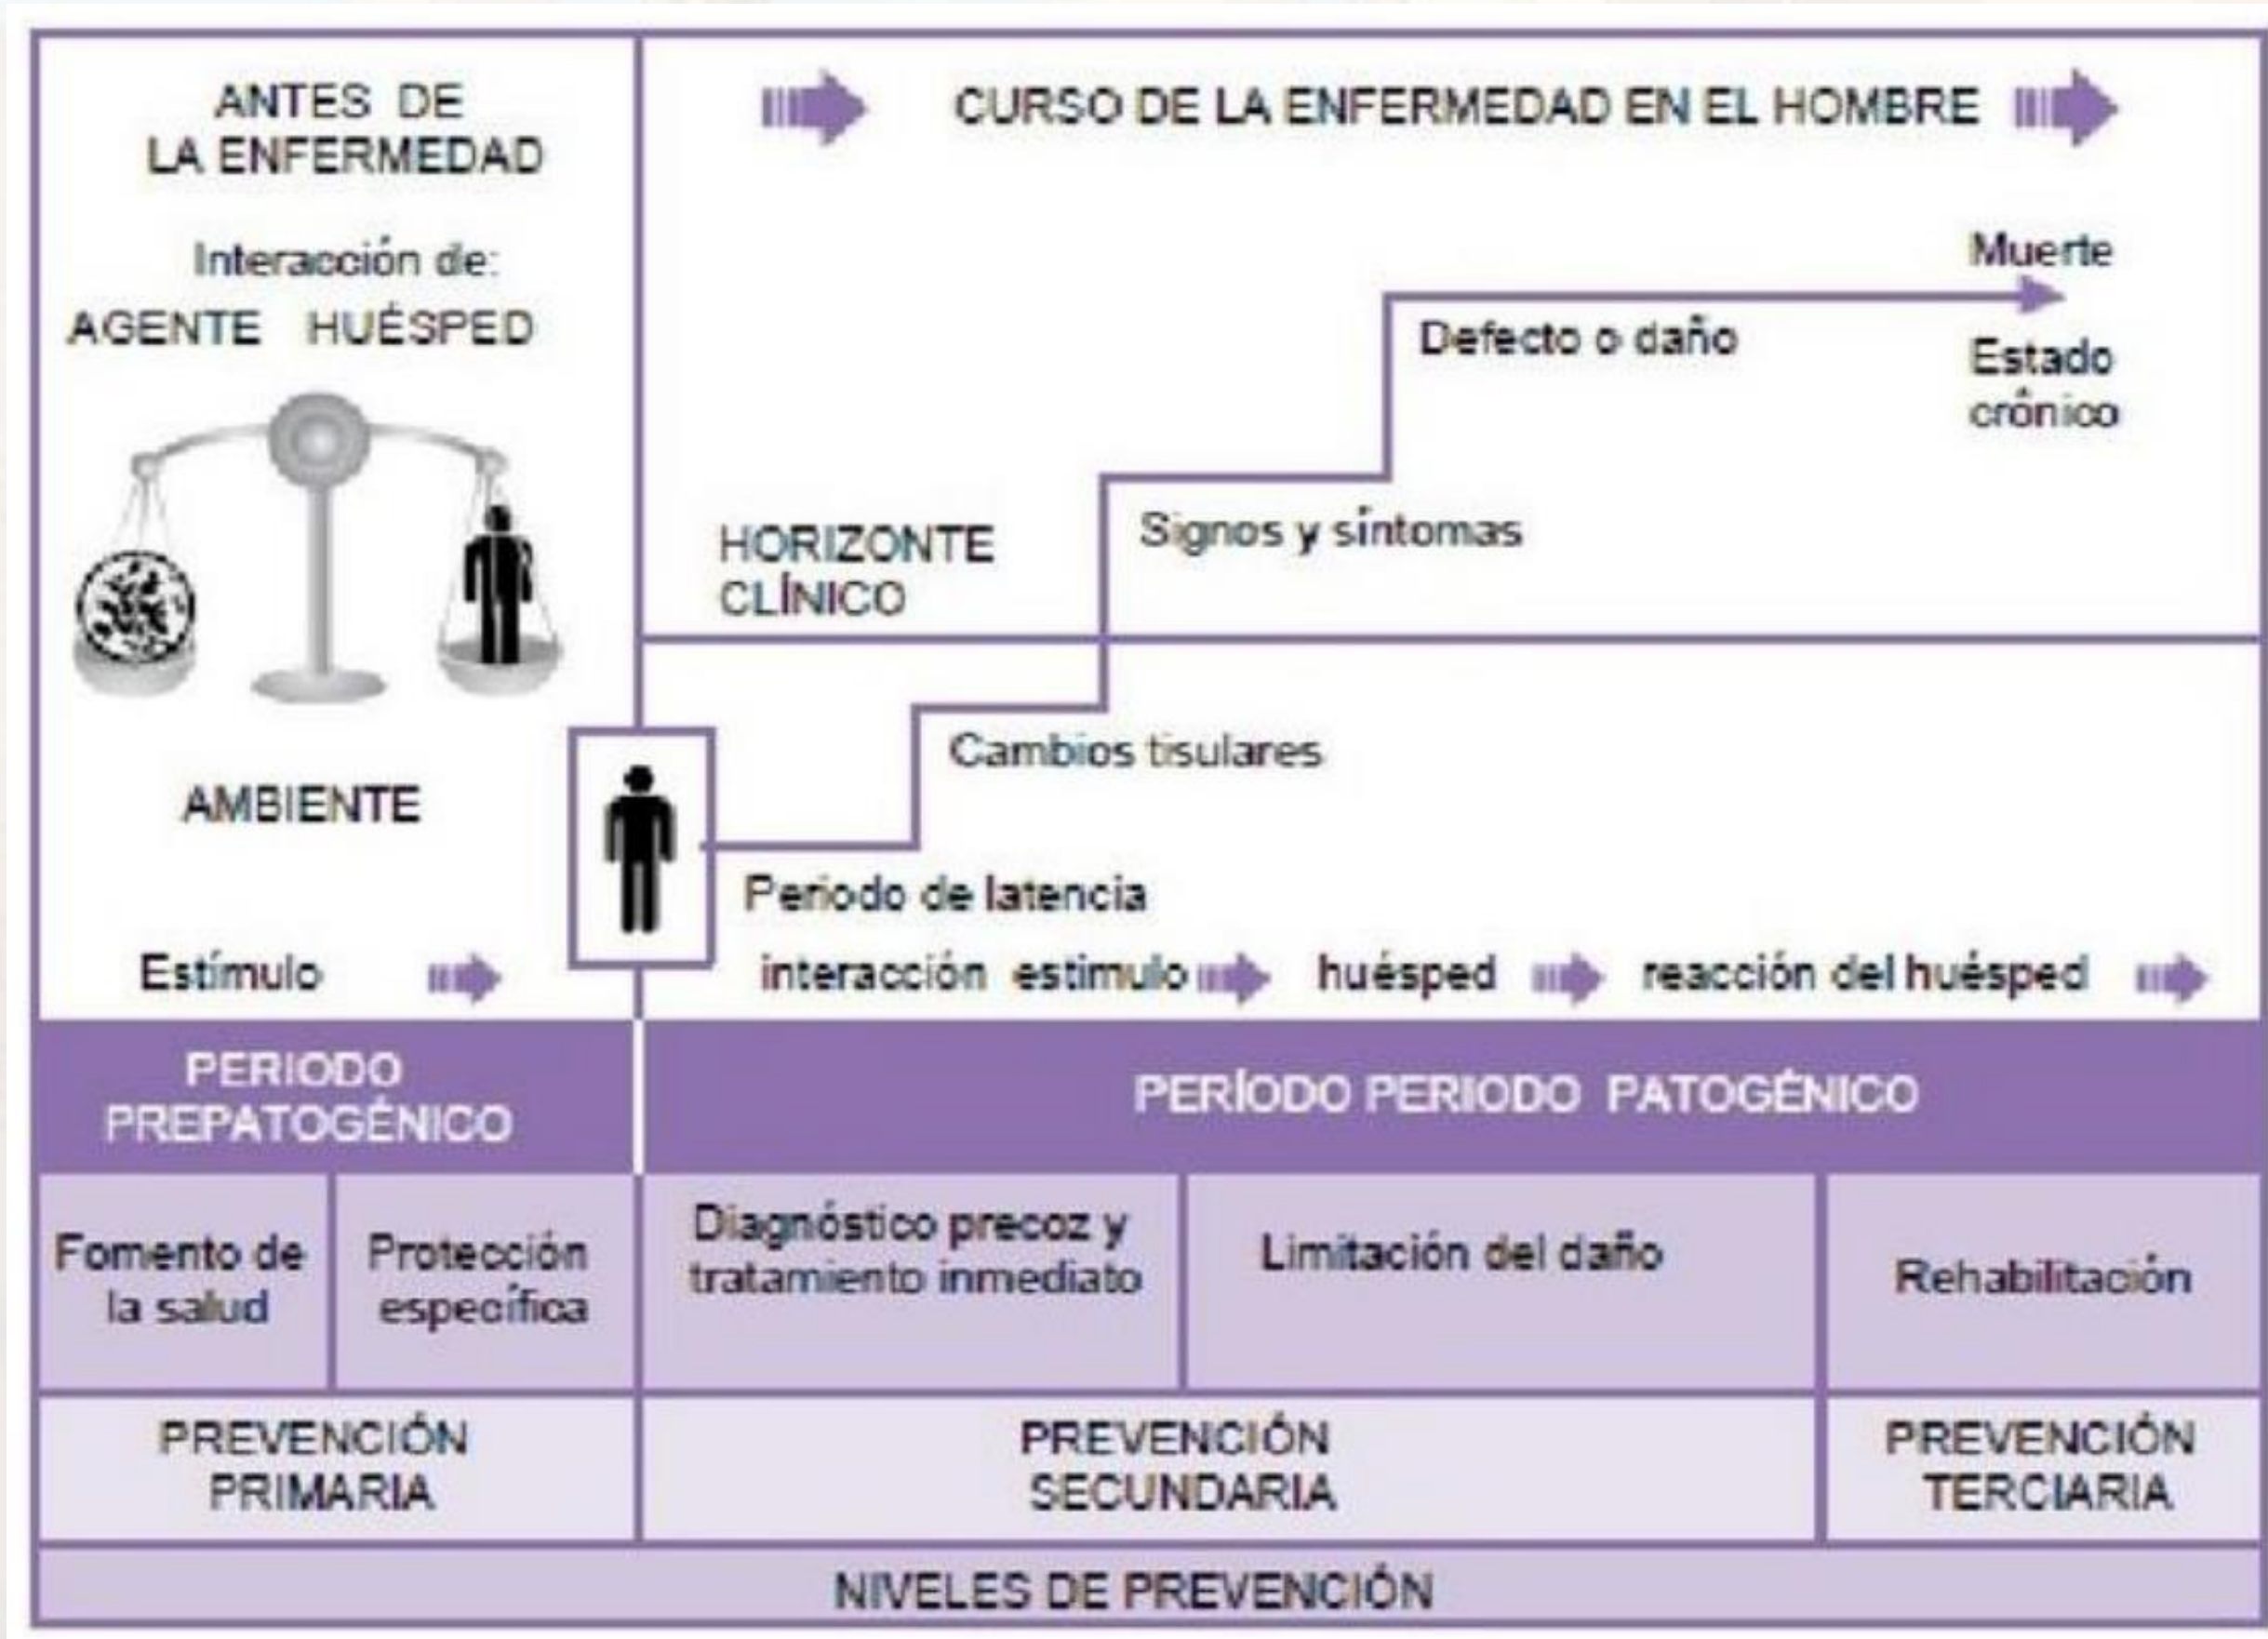 ANTES DE
LA ENFERMEDAD
Interacción de:
AGENTE HUÉSPED
AMBIENTE
Estímulo
CURSO DE LA ENFERMEDAD EN EL HOMBRE
Muerte
Defecto o daño
Estado
crónico
Signos y síntomas
HORIZONTE
CLÍNICO
Cambios tisulares
Periodo de latencia
interacción estimulo huésped reacción del huésped
PERIODO
PREPATOGÉNICO
PERÍODO PERIODO PATOGÉNICO
Fomento de
la salud
Protección
específica
Diagnóstico precoz y
tratamiento inmediato
Limitación del daño
Rehabilitación
PREVENCIÓN
PRIMARIA
PREVENCIÓN
SECUNDARIA
PREVENCIÓN
TERCIARIA
NIVELES DE PREVENCIÓN